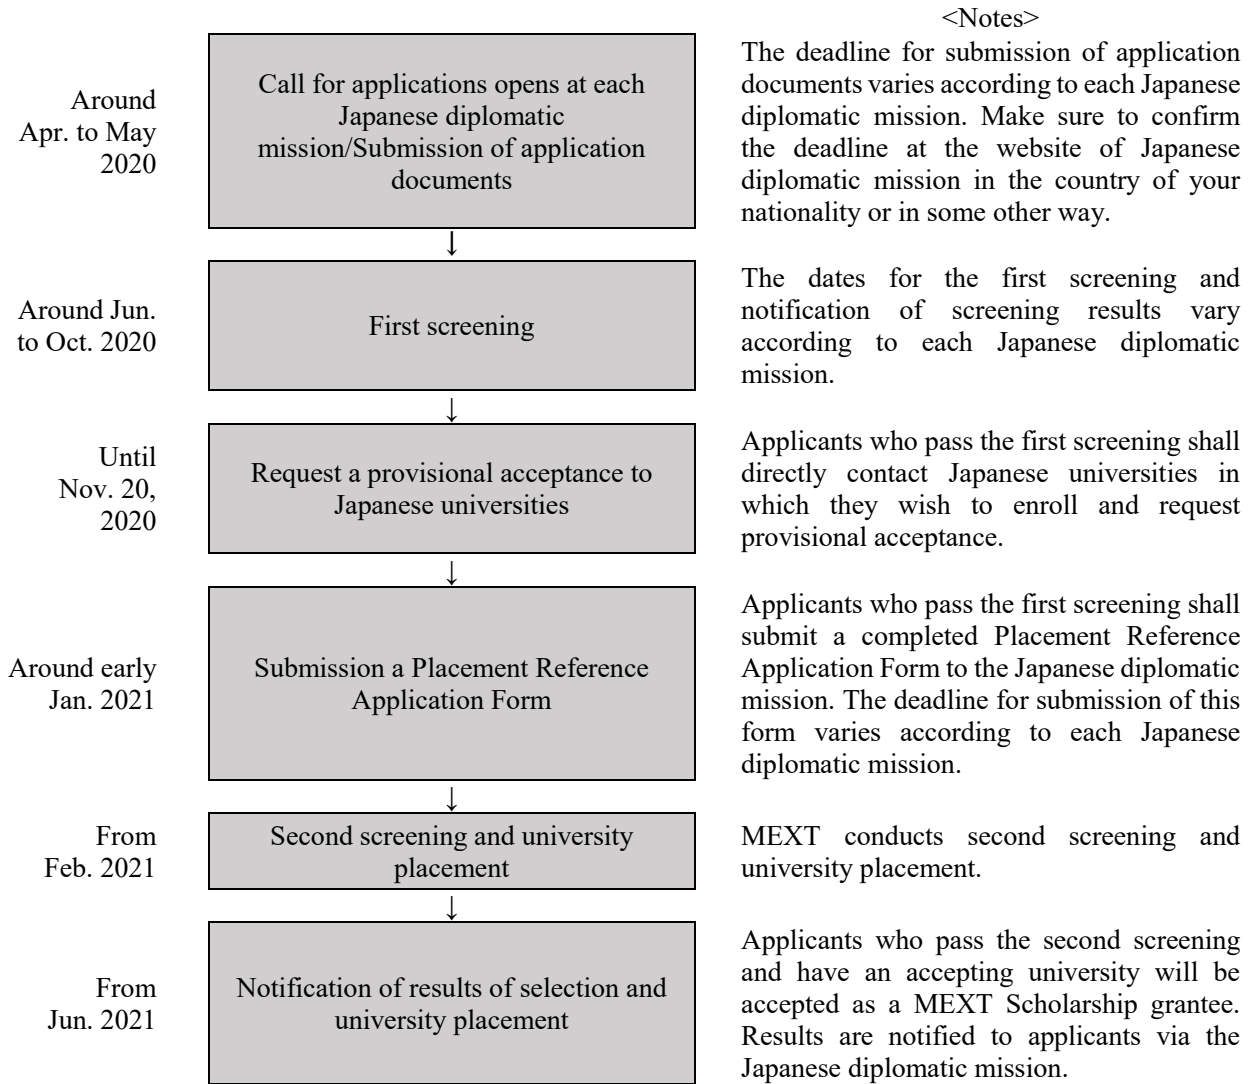 <Notes>
Around
Apr. to May
2020
Call for applications opens at each
Japanese diplomatic
mission/Submission of application
documents
The deadline for submission of application
documents varies according to each Japanese
diplomatic mission. Make sure to confirm
the deadline at the website of Japanese
diplomatic mission in the country of your
nationality or in some other way.
↓
Around Jun.
to Oct. 2020
First screening
The dates for the first screening and
notification of screening results vary
according to each Japanese diplomatic
mission.
↓
Until
Nov. 20,
2020
Request a provisional acceptance to
Japanese universities
Applicants who pass the first screening shall
directly contact Japanese universities in
which they wish to enroll and request
provisional acceptance.
↓
Around early
Jan. 2021
Submission a Placement Reference
Application Form
Applicants who pass the first screening shall
submit a completed Placement Reference
Application Form to the Japanese diplomatic
mission. The deadline for submission of this
form varies according to each Japanese
diplomatic mission.
↓
From
Feb. 2021
Second screening and university
placement
MEXT conducts second screening and
university placement.
↓
From
Jun. 2021
Notification of results of selection and
university placement
Applicants who pass the second screening
and have an accepting university will be
accepted as a MEXT Scholarship grantee.
Results are notified to applicants via the
Japanese diplomatic mission.